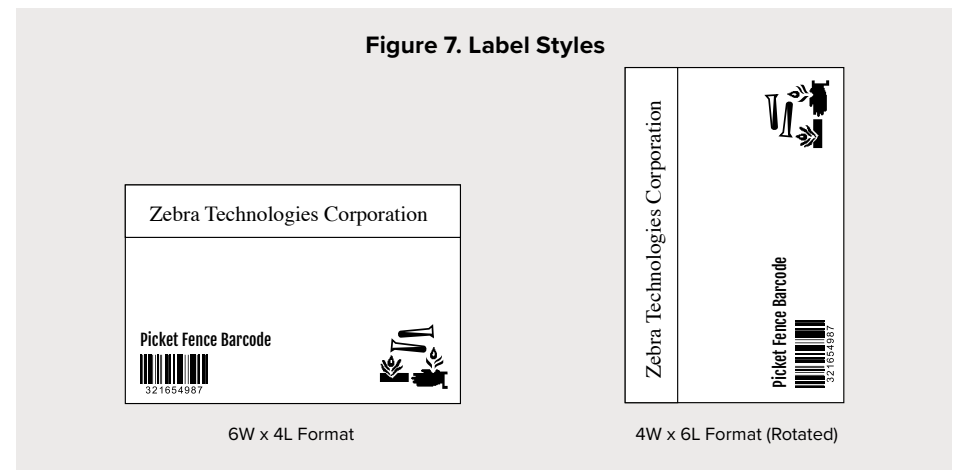 Figure 7. Label Styles
Zebra Technologies Corporation
Picket Fence Barcode
321654987
6W x 4L Format
Zebra Technologies Corporation
Picket Fence Barcode
321654987
4W x 6L Format (Rotated)